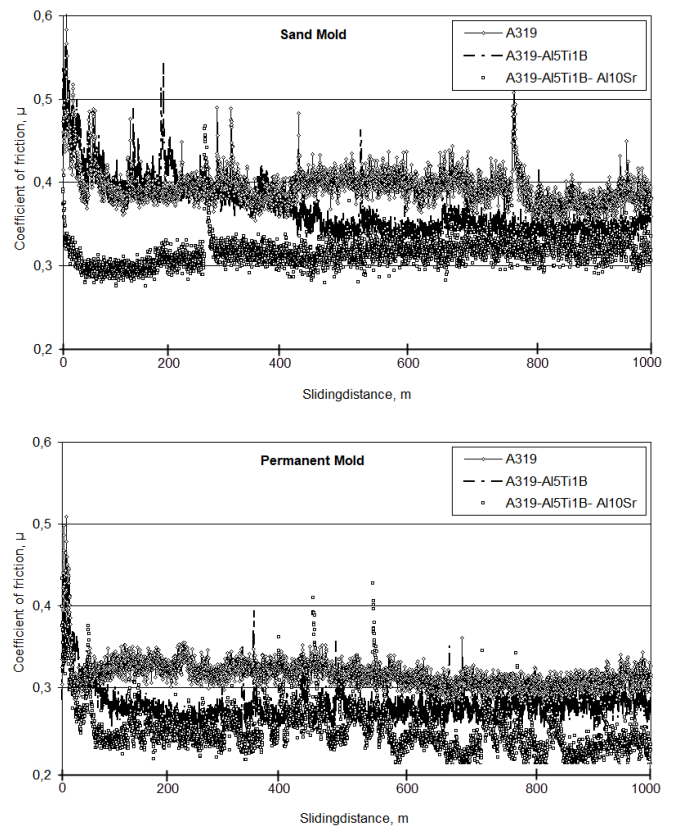 0,6
Sand Mold
A319
A319-Al5Ti1B
A319-Al5Ti1B- Al10Sr
0,5
0,4
0,3
0,2
Coefficient of friction, µ
0 200 400 600 800 1000
Slidingdistance, m
0,6
Permanent Mold
A319
A319-Al5Ti1B
A319-Al5Ti1B- Al10Sr
0,5
0,4
0,3
0,2
Coefficient of friction, µ
0 200 400 600 800 1000
Slidingdistance, m